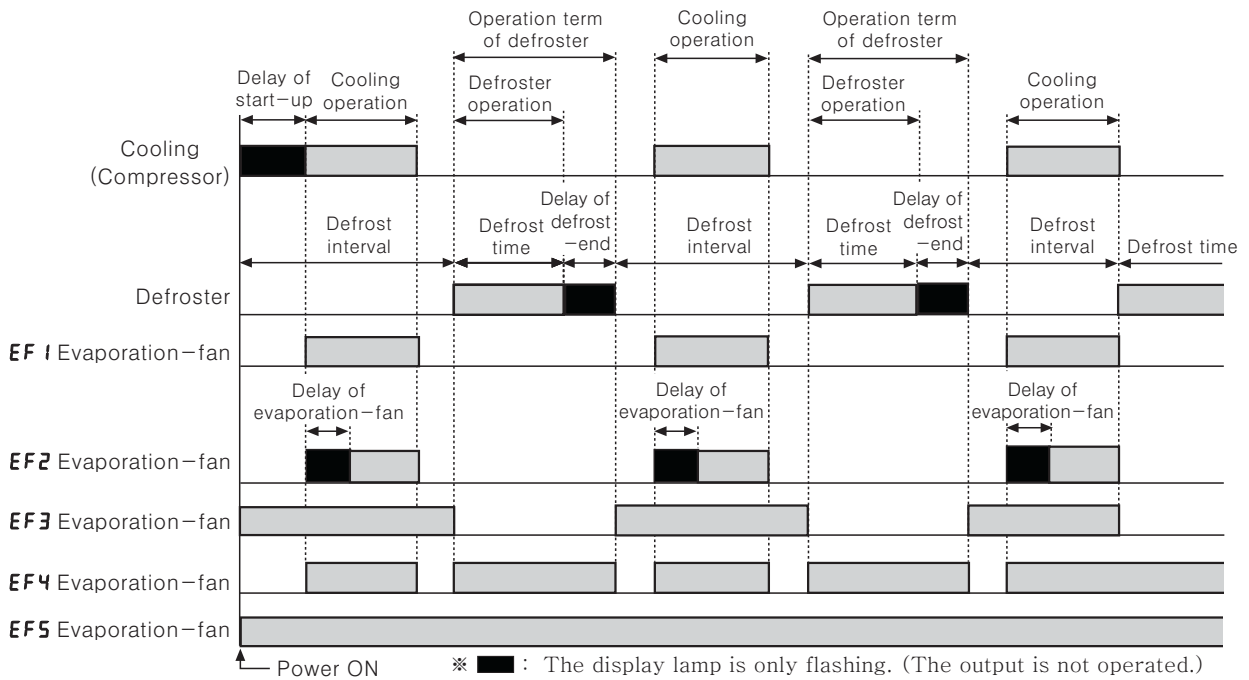 Operation term
of defroster
Cooling
operation
Operation term
of defroster
Delay of
start-up
Cooling
operation
Defroster
operation
Defroster
operation
Cooling
operation
Cooling
(Compressor)
Defrost
interval
Defrost
time
Delay of
defrost
-end
Defrost
interval
Defrost
time
Delay of
defrost
-end
Defrost
interval
Defrost time
Defroster
EF1 Evaporation-fan
Delay of
evaporation-fan
Delay of
evaporation-fan
Delay of
evaporation-fan
EF2 Evaporation-fan
EF3 Evaporation-fan
EF4 Evaporation-fan
EF5 Evaporation-fan
Power ON
※ ■ : The display lamp is only flashing. (The output is not operated.)